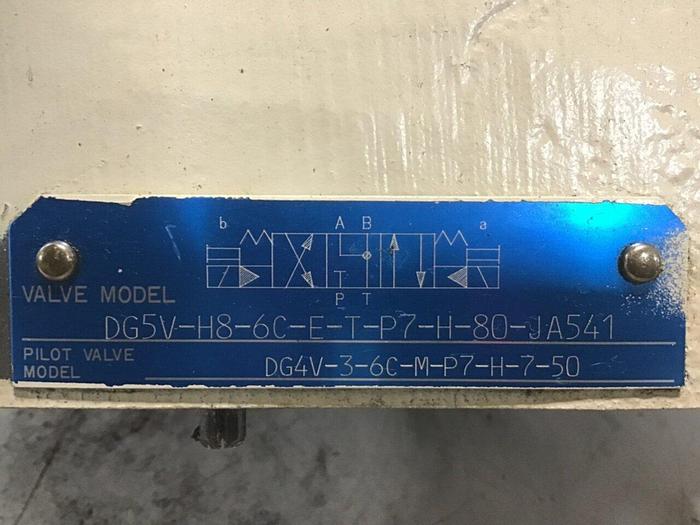 b A B a
T
P T
VALVE MODEL
DG5V-H8-6C-E-T-P7-H-80-JA541
PILOT VALVE
MODEL DG4V-3-6C-M-P7-H-7-50